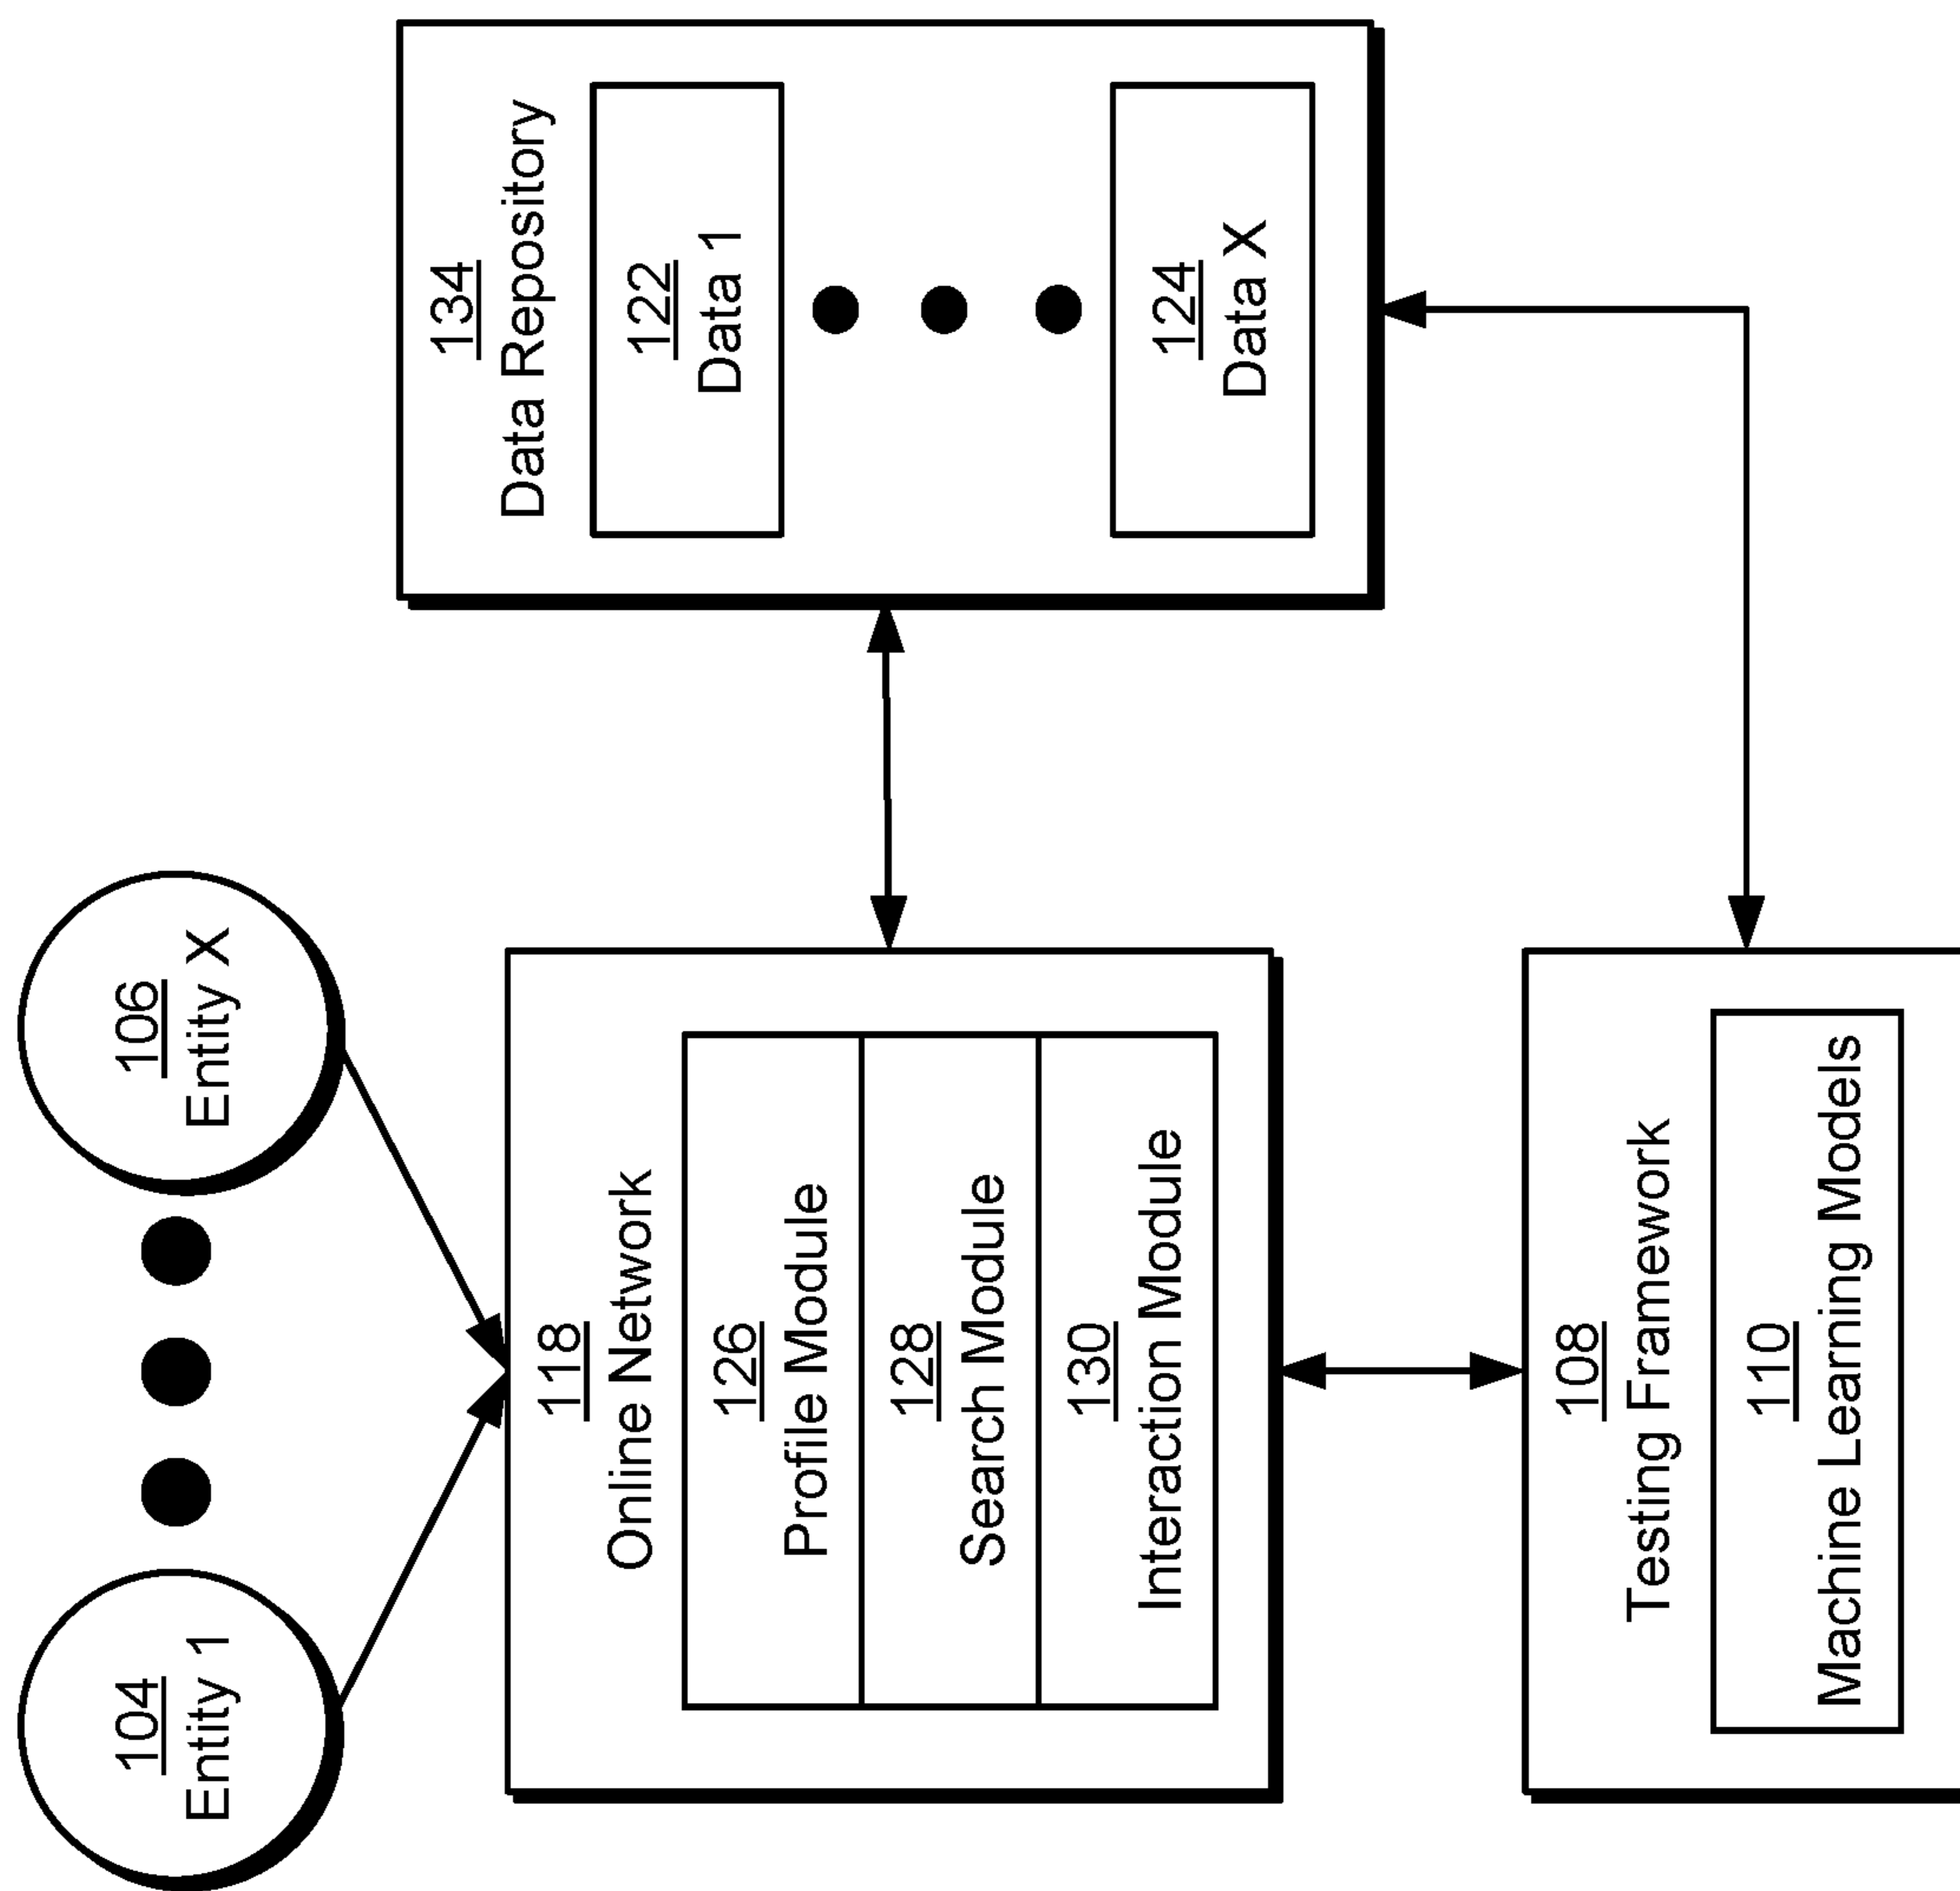 104
Entity 1
106
Entity x
118
Online Network
126
Profile Module
128
Search Module
130
Interaction Module
134
Data Repository
122
Data 1
124
Data x
108
Testing Framework
110
Machine Learning Models